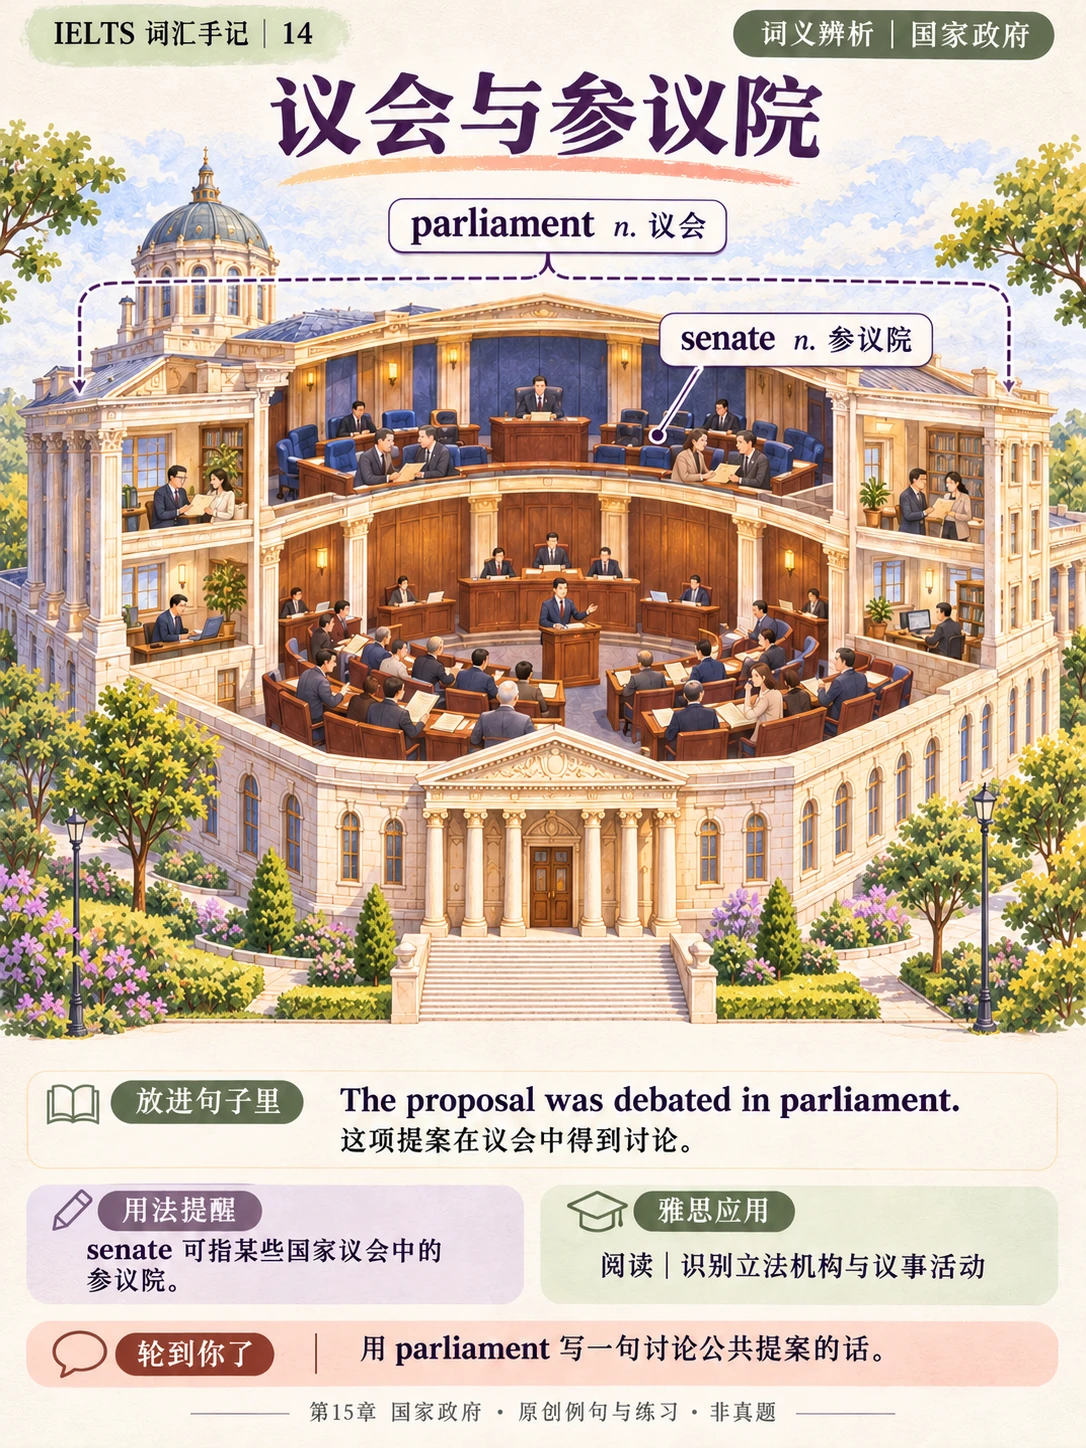 IELTS 词汇手记｜14
词义辨析｜国家政府
议会与参议院
parliament n. 议会
senate n. 参议院
放进句子里
The proposal was debated in parliament.
这项提案在议会中得到讨论。
用法提醒
senate 可指某些国家议会中的
参议院。
雅思应用
阅读｜识别立法机构与议事活动
轮到你了
用 parliament 写一句讨论公共提案的话。
第15章 国家政府 · 原创例句与练习 · 非真题